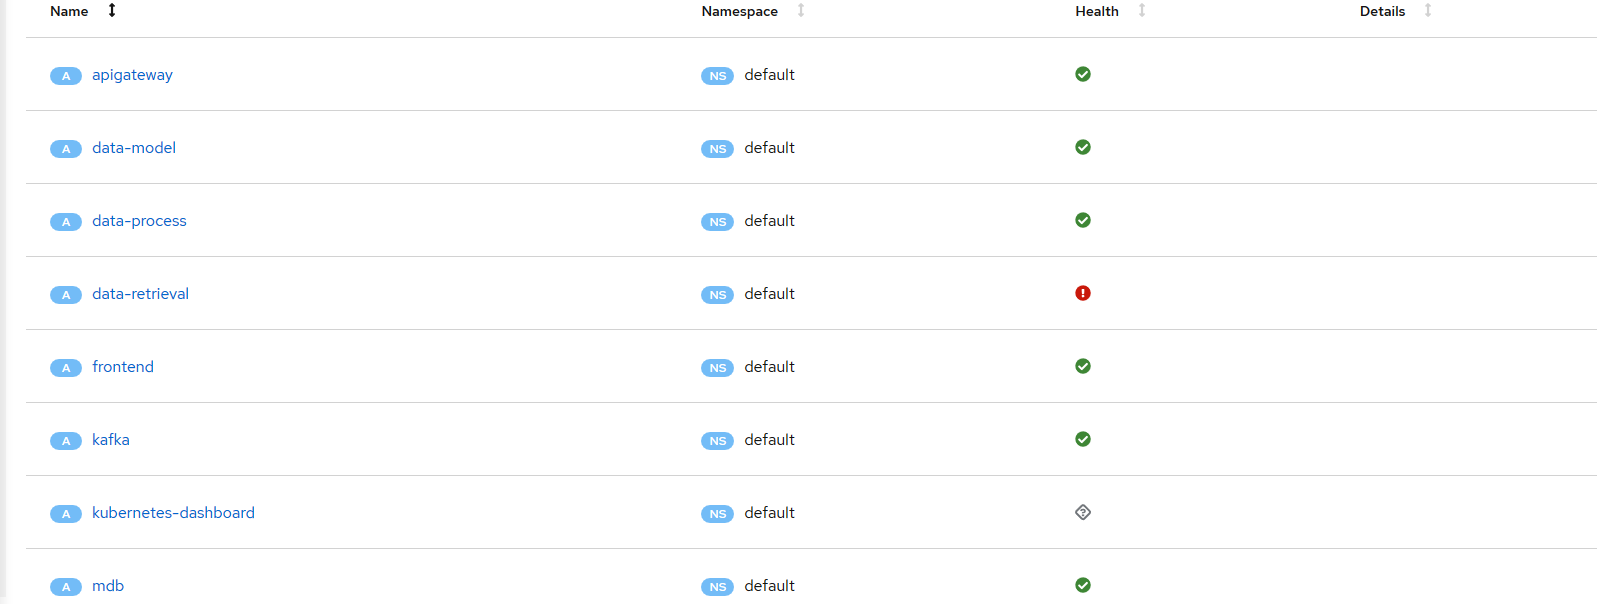 Name Namespace Health Details
A apigateway NS default
A data-model NS default
A data-process NS default
A data-retrieval NS default
A frontend NS default
A kafka NS default
A kubernetes-dashboard NS default
A mdb NS default